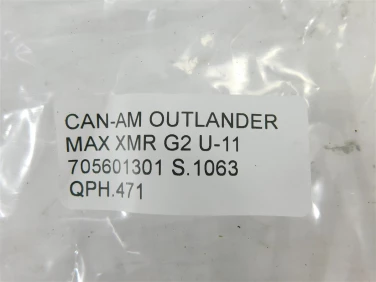 CAN-AM OUTLANDER
MAX XMR G2 U-11
705601301 S.1063
QPH.471